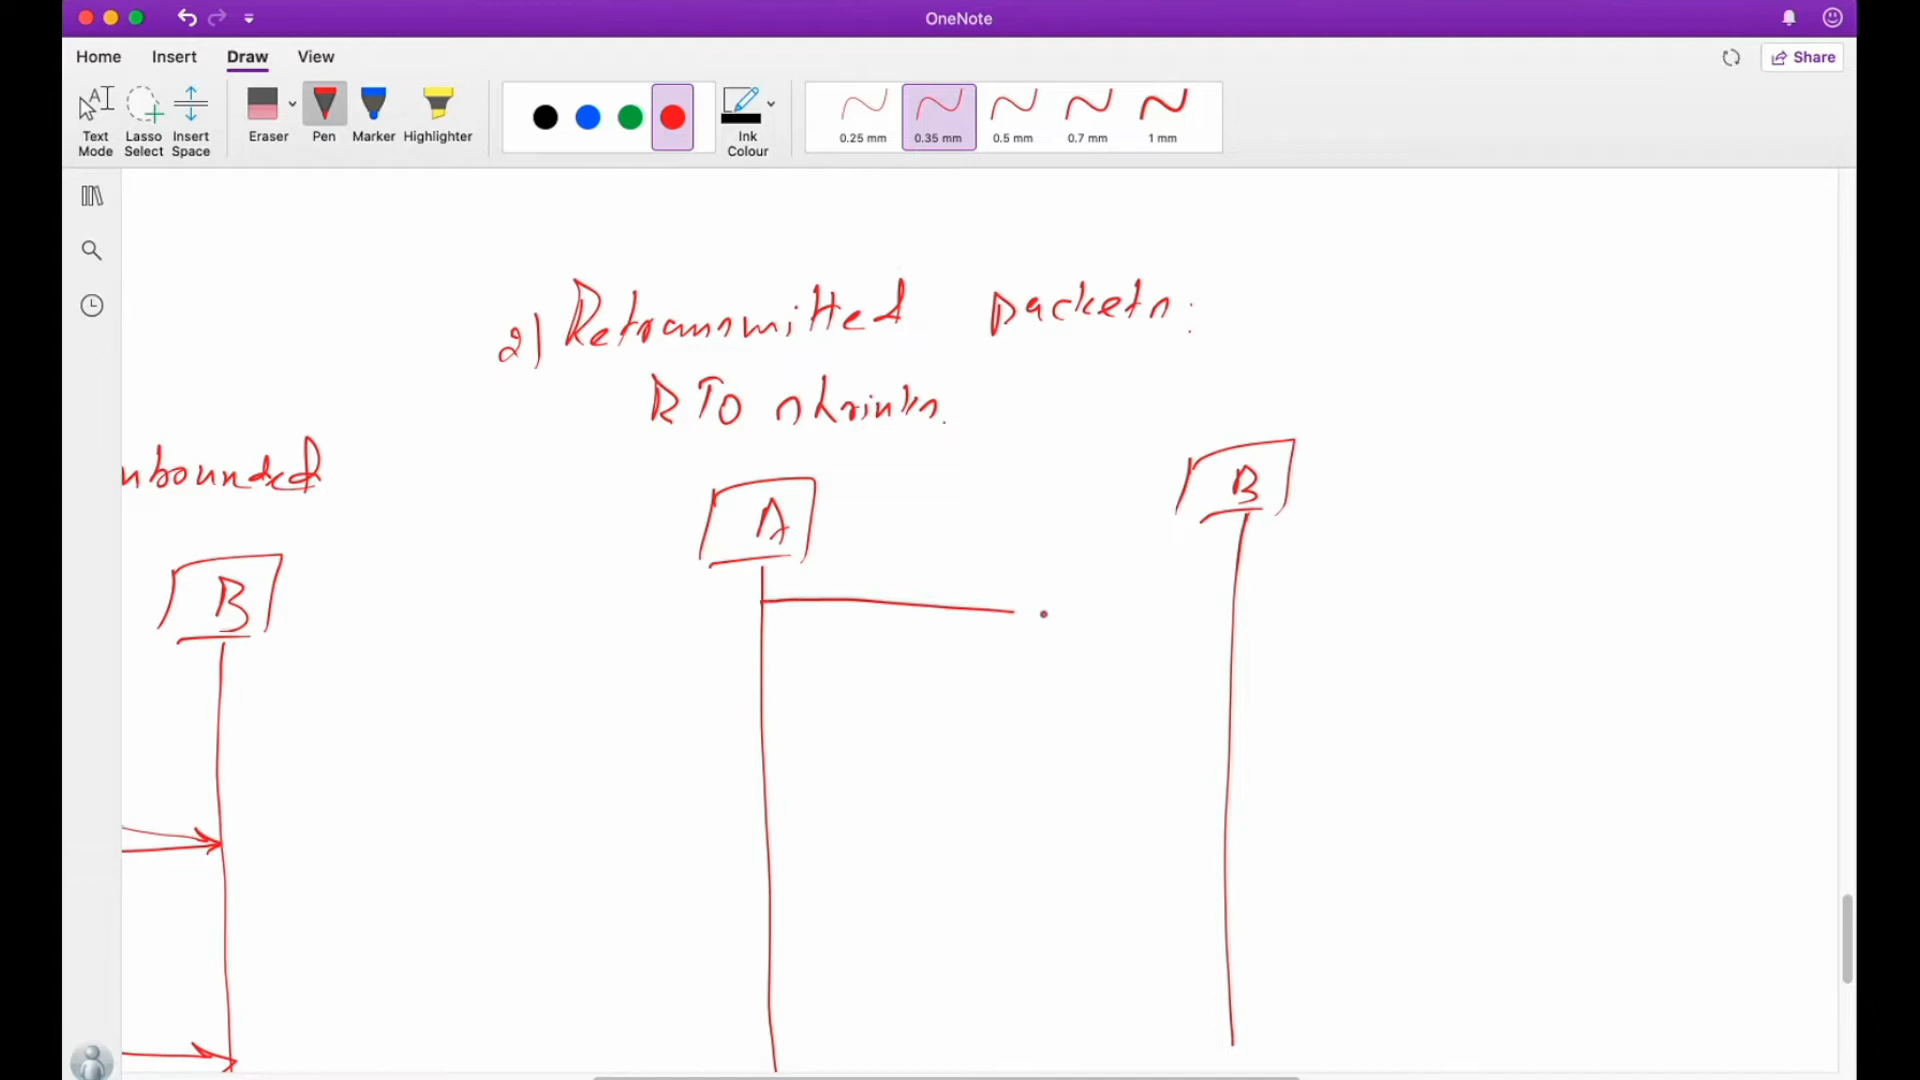 OneNote
Home Insert Draw View Share
Text Mode
Lasso Select
Insert Space
Eraser
Pen
Marker
Highlighter
Ink Colour
0.25 mm
0.35 mm
0.5 mm
0.7 mm
1 mm
2) Retransmitted packets:
RTO shrinks.
nbounded
A
B
B